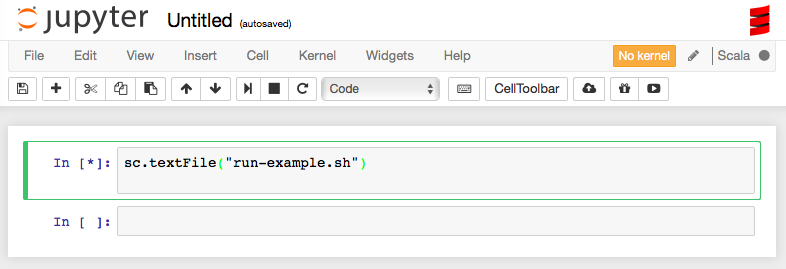 jupyter Untitled (autosaved)
File Edit View Insert Cell Kernel Widgets Help No kernel Scala
Code CellToolbar
In [*]: sc.textFile("run-example.sh")
In [ ]: